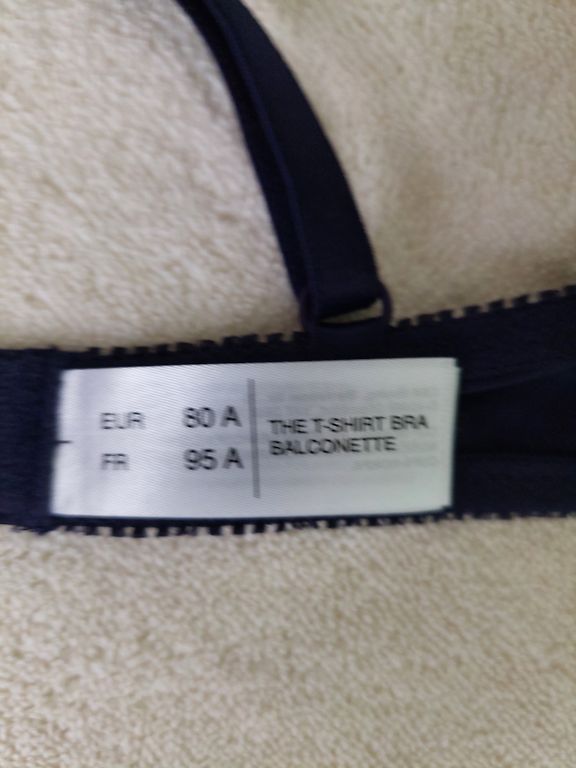 EUR 80 A
FR 95 A
THE T-SHIRT BRA
BALCONETTE